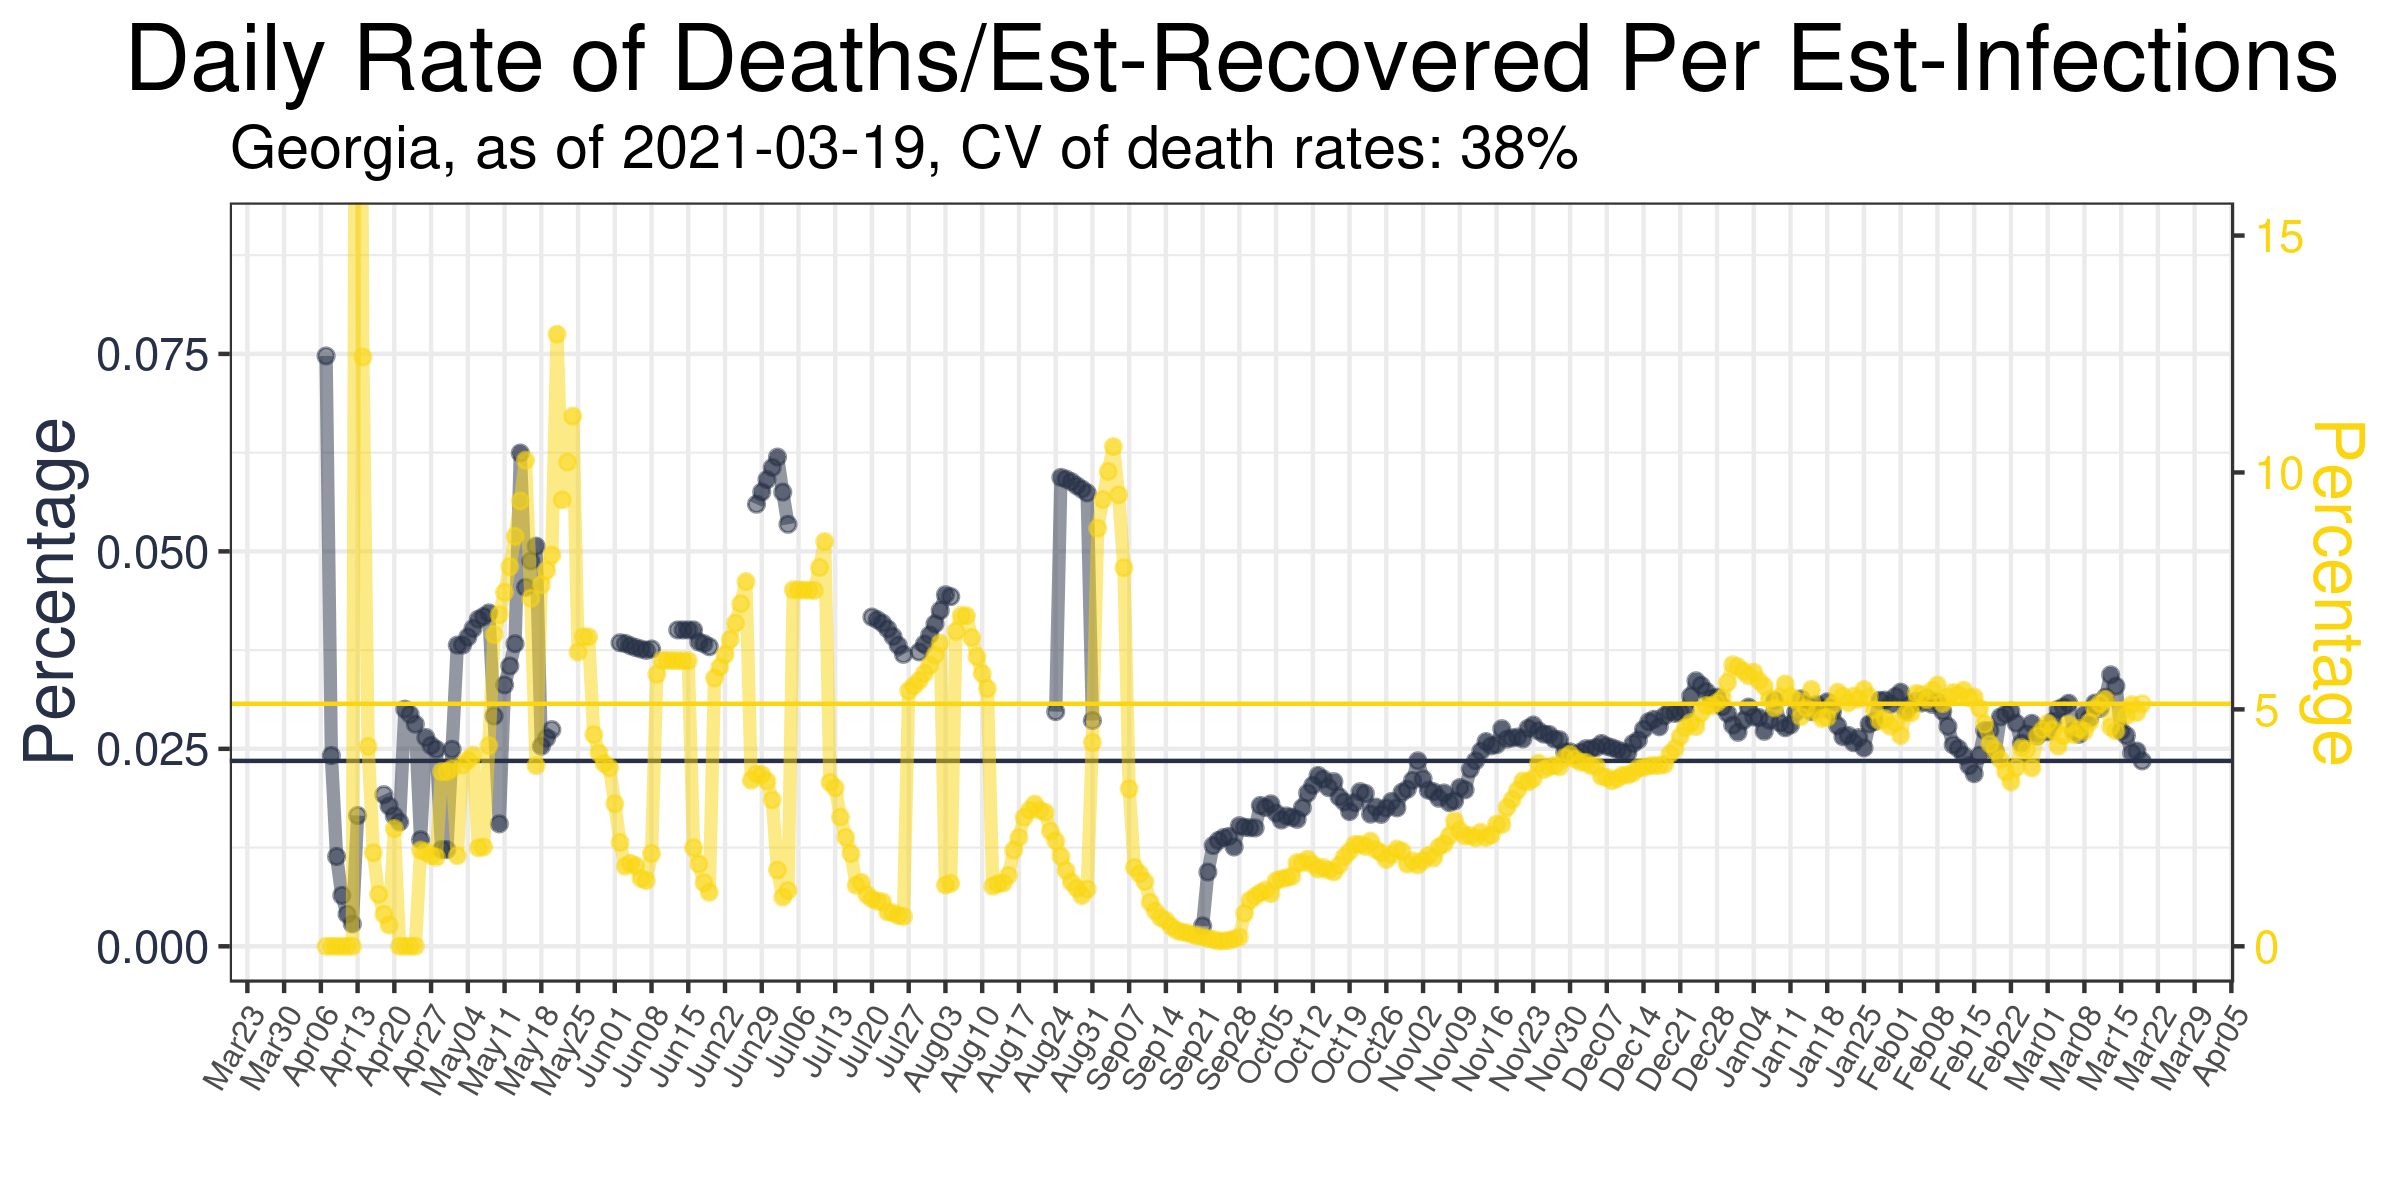 Daily Rate of Deaths/Est-Recovered Per Est-Infections
Georgia, as of 2021-03-19, CV of death rates: 38%
Percentage
0.075
0.050
0.025
0.000
15
10
5
0
Percentage
Mar23
Mar30
Apr06
Apr13
Apr20
Apr27
May04
May11
May18
May25
Jun01
Jun08
Jun15
Jun22
Jun29
Jul06
Jul13
Jul20
Jul27
Aug03
Aug10
Aug17
Aug24
Aug31
Sep07
Sep14
Sep21
Sep28
Oct05
Oct12
Oct19
Oct26
Nov02
Nov09
Nov16
Nov23
Nov30
Dec07
Dec14
Dec21
Dec28
Dec04
Jan11
Jan18
Jan25
Feb01
Feb08
Feb15
Feb22
Mar01
Mar08
Mar15
Mar22
Mar29
Apr05